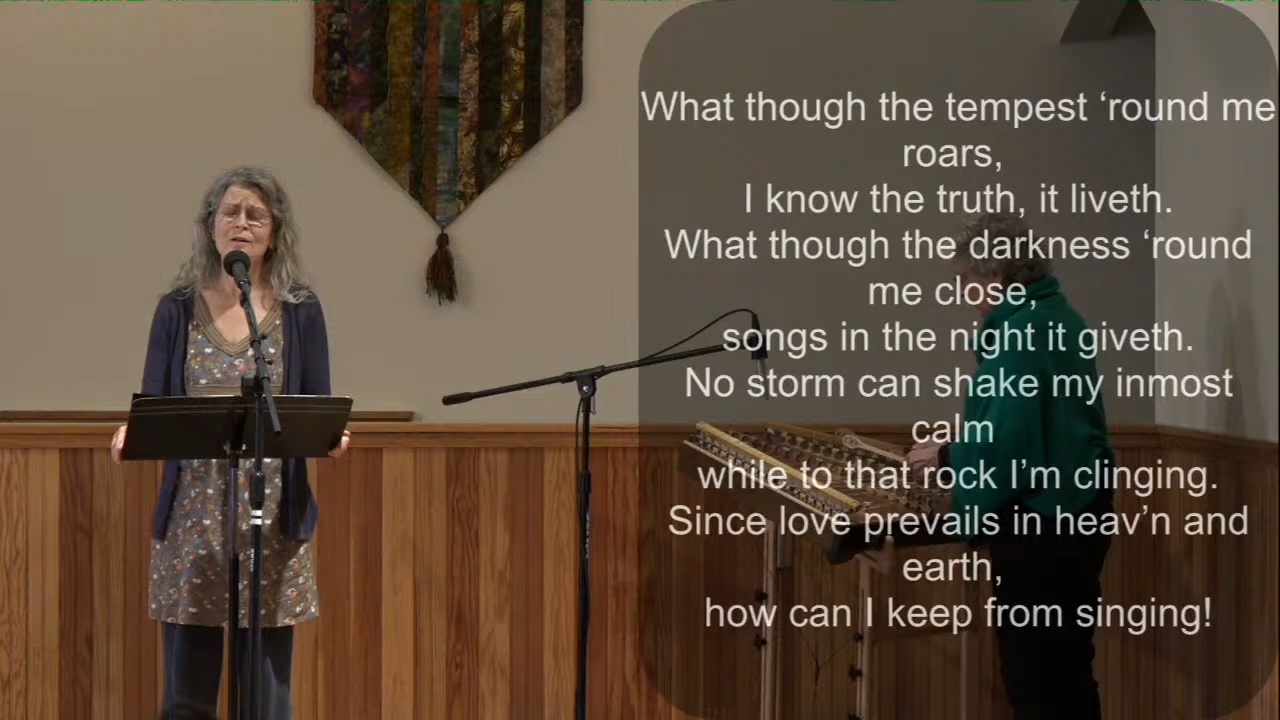 What though the tempest ‘round me
roars,
I know the truth, it liveth.
What though the darkness ‘round
me close,
songs in the night it giveth.
No storm can shake my inmost
calm
while to that rock I’m clinging.
Since love prevails in heav’n and
earth,
how can I keep from singing!